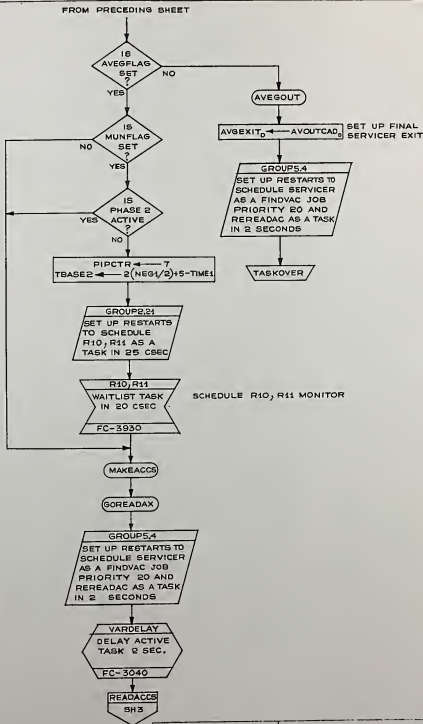 FROM PRECEDING SHEET
IS
AVEGFLAG
SET
?
NO
YES
AVEGOUT
AVGEXIT_D ← AVOUTCAD_D
SET UP FINAL
SERVICER EXIT
IS
MUNFLAG
SET
?
NO
YES
GROUP5.4
SET UP RESTARTS TO
SCHEDULE SERVICER
AS A FINDVAC JOB
PRIORITY 20 AND
REREADAC AS A TASK
IN 2 SECONDS
TASKOVER
IS
PHASE 2
ACTIVE
?
YES
NO
PIPCTR ← 7
TBASE2 ← 2(NEG1/2)+5-TIME1
GROUP2.21
SET UP RESTARTS
TO SCHEDULE
R10, R11 AS A
TASK IN 25 CSEC
R10, R11
WAITLIST TASK
IN 20 CSEC
FC-3930
SCHEDULE R10, R11 MONITOR
MAKEACCS
GOREADAX
GROUP5.4
SET UP RESTARTS TO
SCHEDULE SERVICER
AS A FINDVAC JOB
PRIORITY 20 AND
REREADAC AS A TASK
IN 2 SECONDS
VARDELAY
DELAY ACTIVE
TASK 2 SEC.
FC-3040
READACCS
SH3